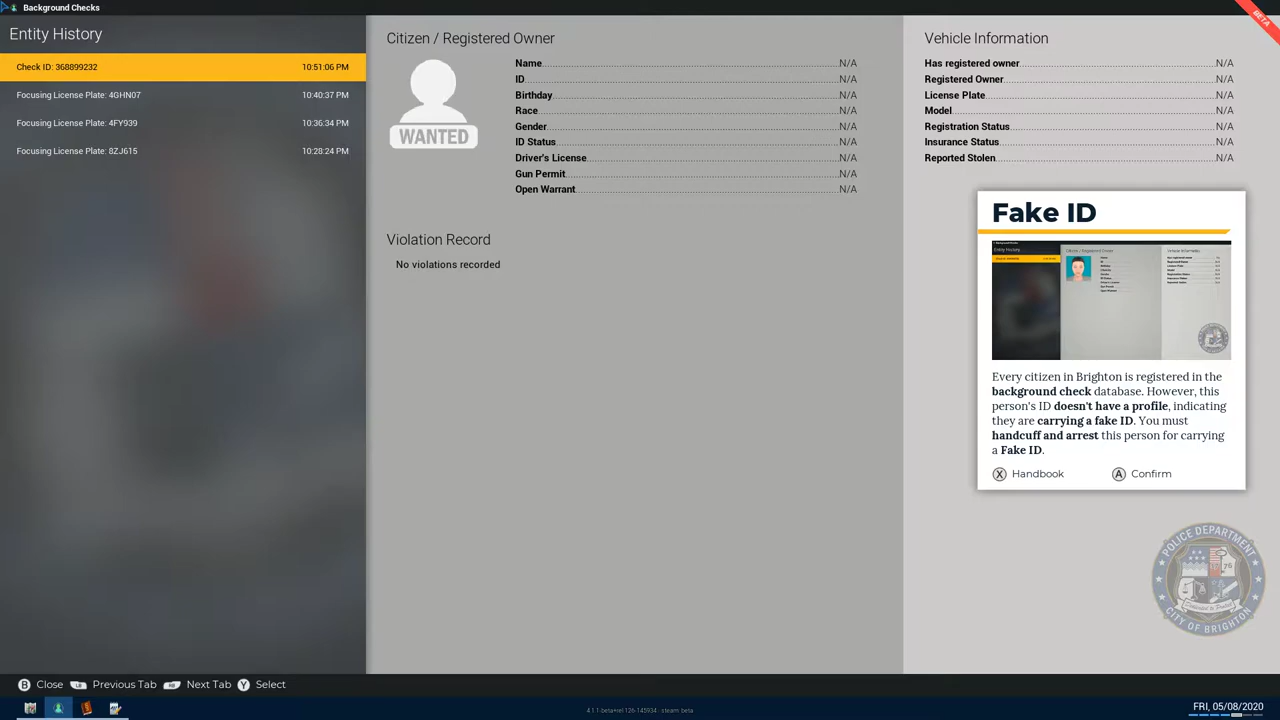 Background Checks
BETA
Entity History
Check ID: 368899232 10:51:06 PM
Focusing License Plate: 4GHN07 10:40:37 PM
Focusing License Plate: 4FY939 10:36:34 PM
Focusing License Plate: 8ZJ615 10:28:24 PM
Citizen / Registered Owner
WANTED
Name N/A
ID N/A
Birthday N/A
Race N/A
Gender N/A
ID Status N/A
Driver's License N/A
Gun Permit N/A
Open Warrant N/A
Violation Record
No violations recorded
Vehicle Information
Has registered owner N/A
Registered Owner N/A
License Plate N/A
Model N/A
Registration Status N/A
Insurance Status N/A
Reported Stolen N/A
Fake ID
Entity History
Every citizen in Brighton is registered in the
background check database. However, this
person's ID doesn't have a profile, indicating
they are carrying a fake ID. You must
handcuff and arrest this person for carrying
a Fake ID.
X Handbook A Confirm
POLICE DEPARTMENT
CITY OF BRIGHTON
B Close LB Previous Tab RB Next Tab Y Select
FRI, 05/08/2020